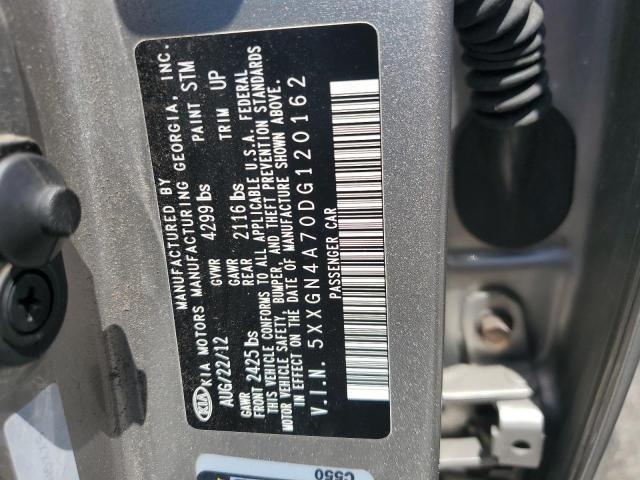 MANUFACTURED BY
KIA KIA MOTORS MANUFACTURING GEORGIA, INC.
AUG/22/12 GVWR 4299 lbs PAINT STM
GAWR FRONT 2425 lbs GAWR REAR 2116 lbs TRIM UP
THIS VEHICLE CONFORMS TO ALL APPLICABLE U.S.A. FEDERAL
MOTOR VEHICLE SAFETY, BUMPER, AND THEFT PREVENTION STANDARDS
IN EFFECT ON THE DATE OF MANUFACTURE SHOWN ABOVE.
V.I.N. 5XXGN4A70DG120162
PASSENGER CAR
C550